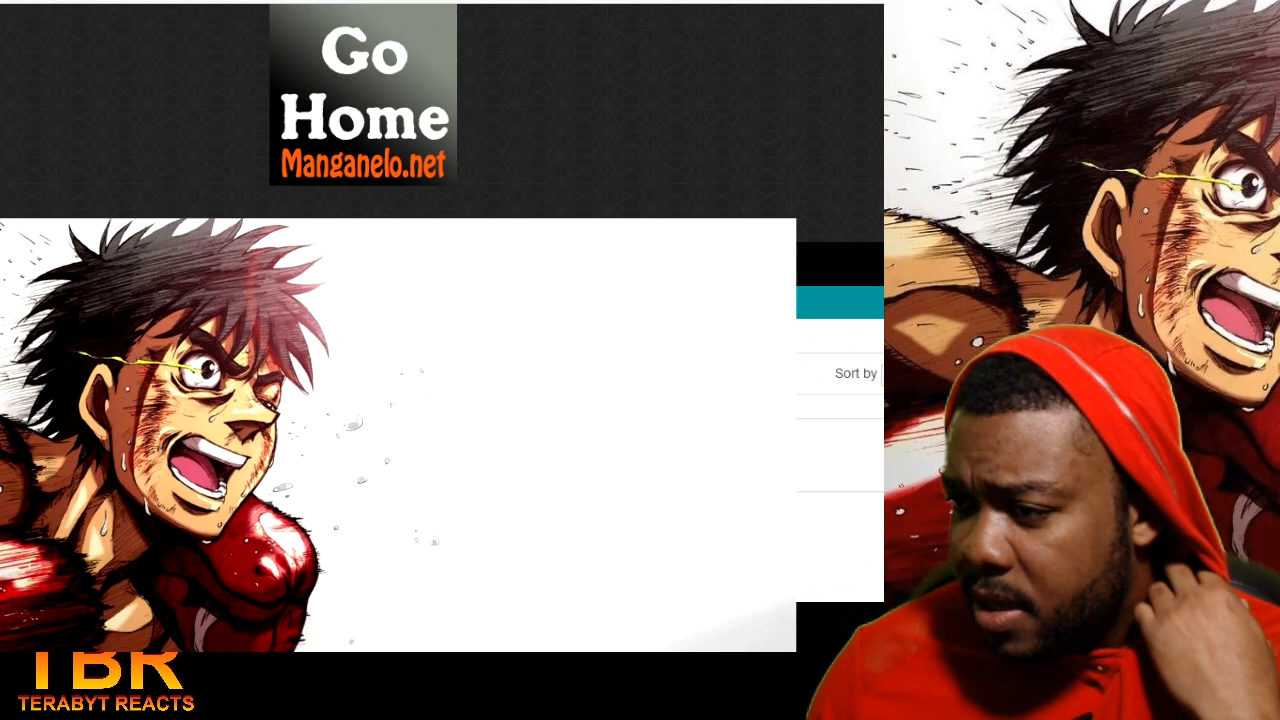 Go
Home
Manganelo.net
Sort by
TBR
TERABYT REACTS